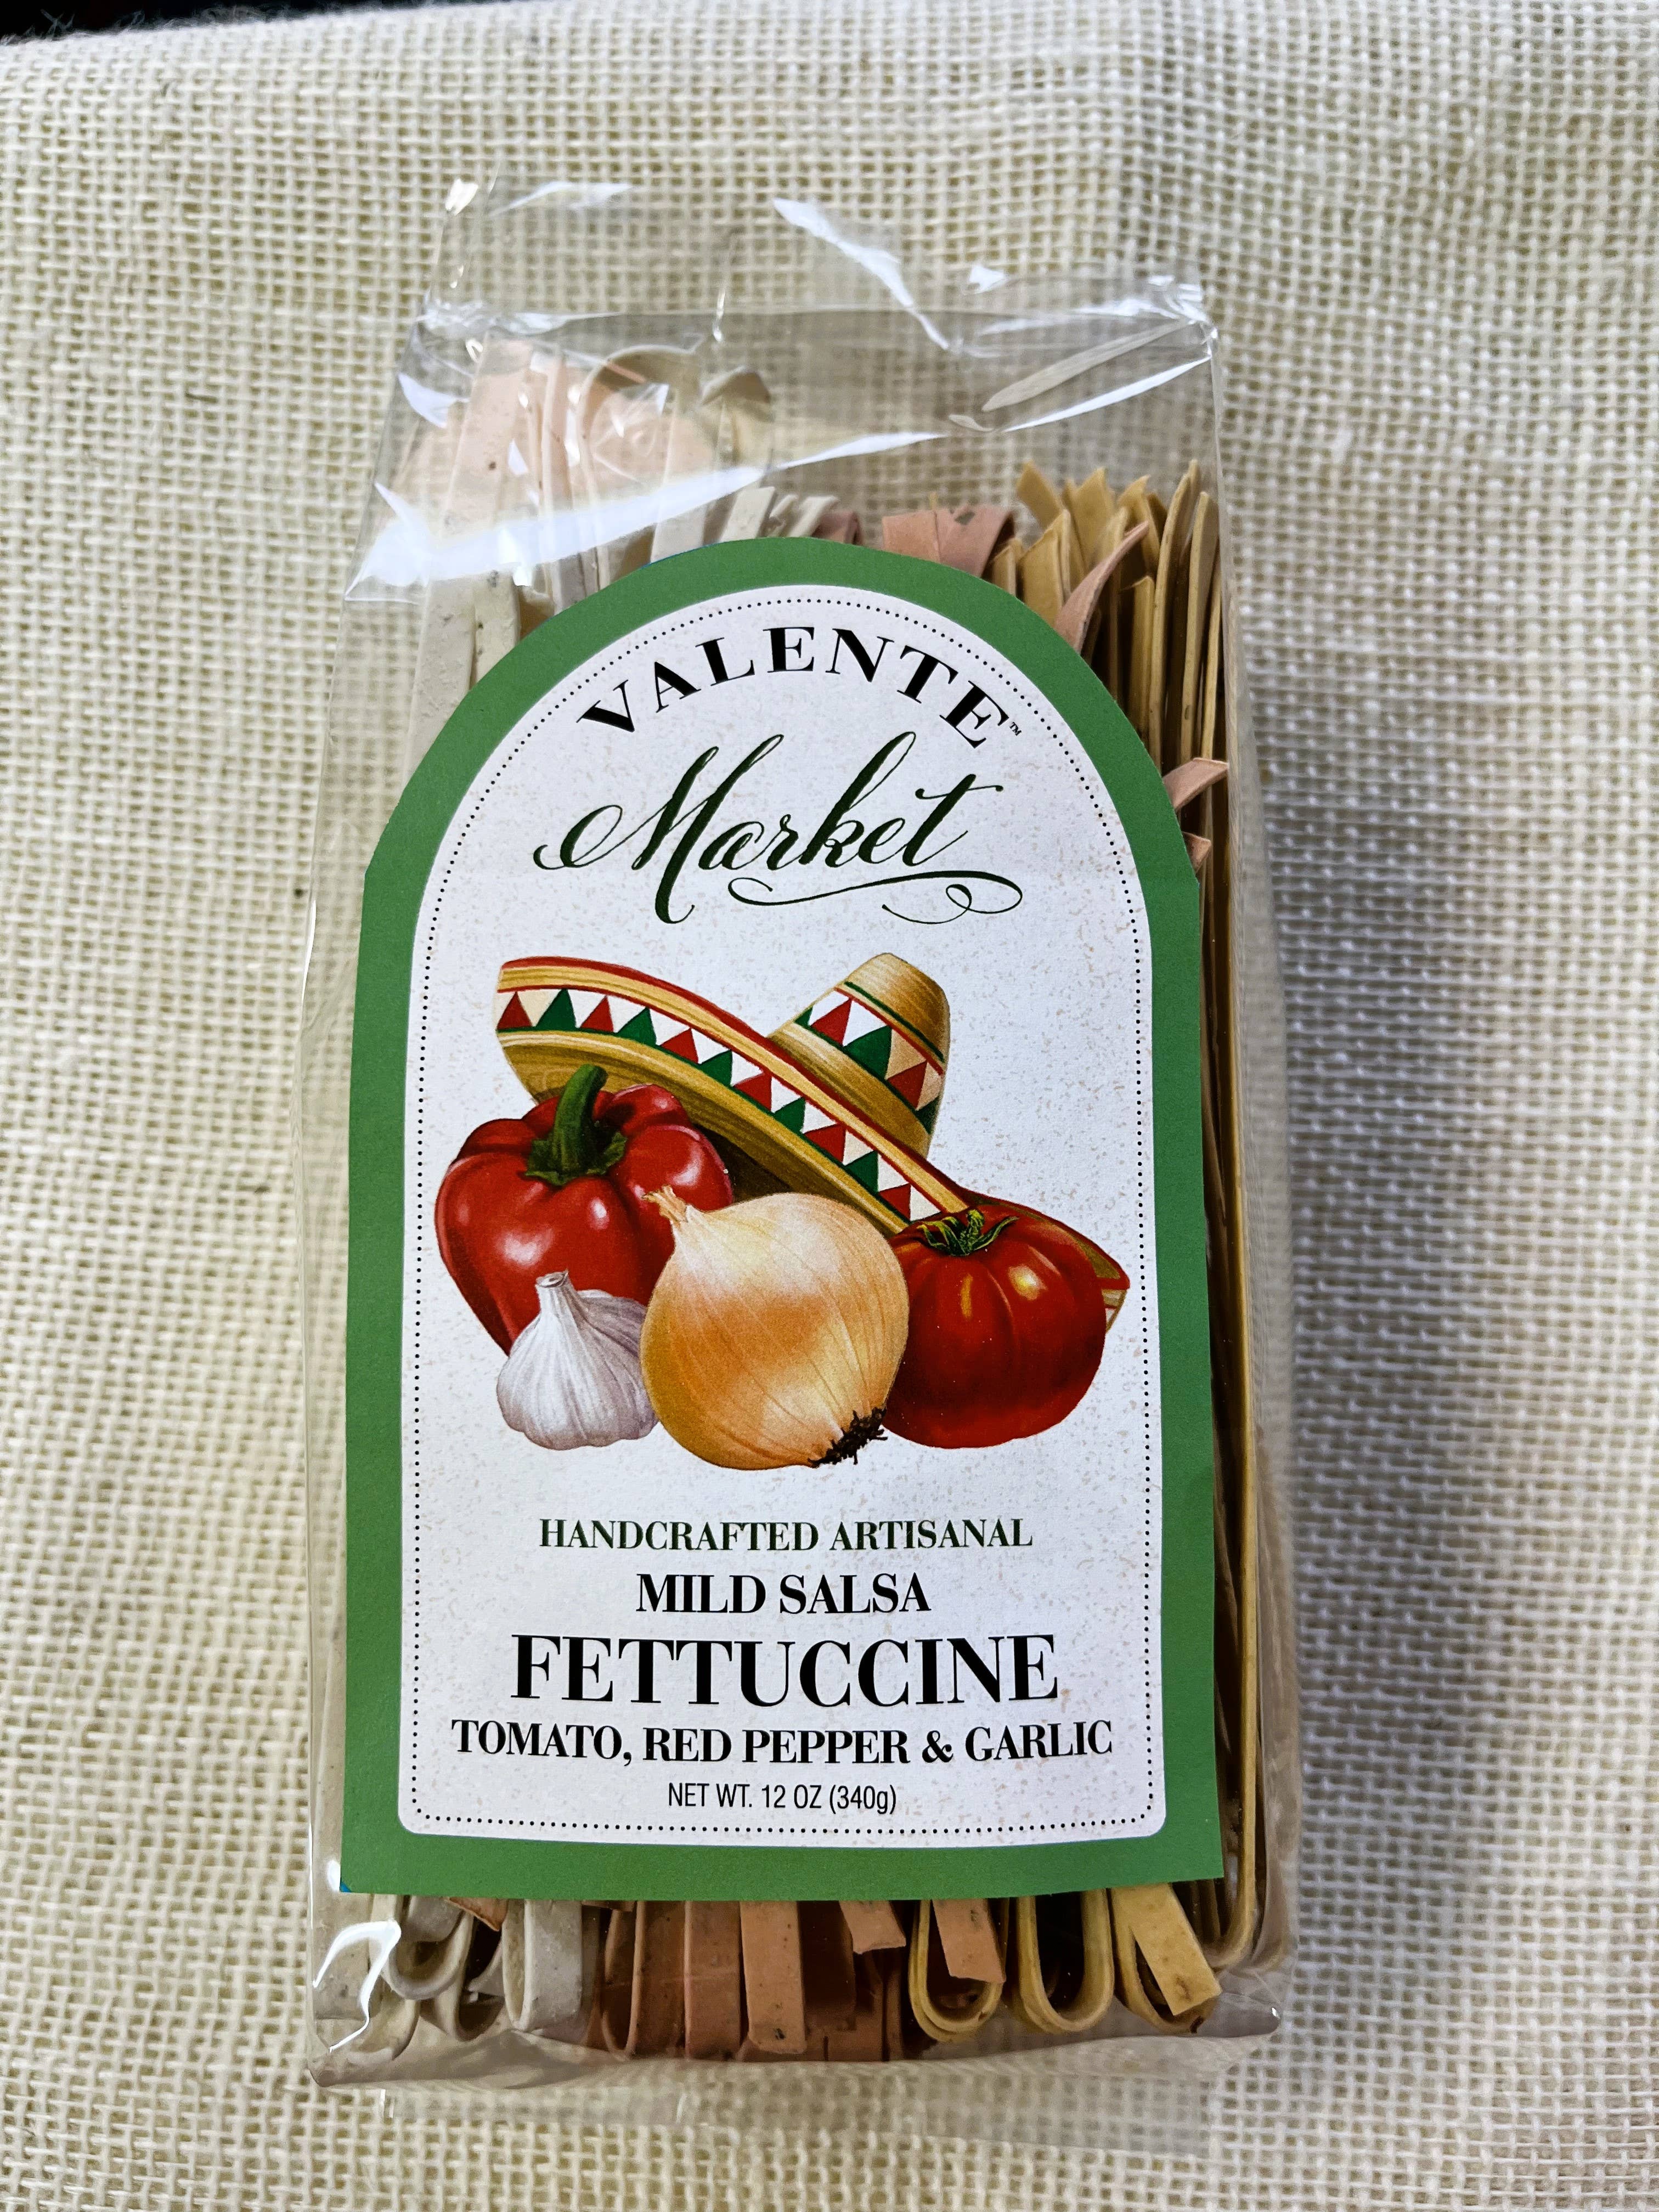 VALENTE™
Market
HANDCRAFTED ARTISANAL
MILD SALSA
FETTUCCINE
TOMATO, RED PEPPER & GARLIC
NET WT. 12 OZ (340g)